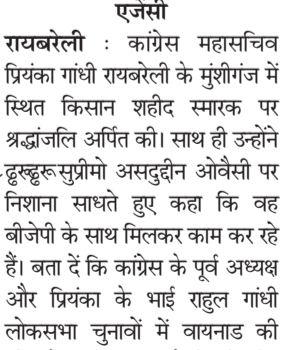 एजेंसी
रायबरेली : कांग्रेस महासचिव
प्रियंका गांधी रायबरेली के मुंशीगंज में
स्थित किसान शहीद स्मारक पर
श्रद्धांजलि अर्पित की। साथ ही उन्होंने
सुप्रीमो असदुद्दीन ओवैसी पर
निशाना साधते हुए कहा कि वह
बीजेपी के साथ मिलकर काम कर रहे
हैं। बता दें कि कांग्रेस के पूर्व अध्यक्ष
और प्रियंका के भाई राहुल गांधी
लोकसभा चुनावों में वायनाड की